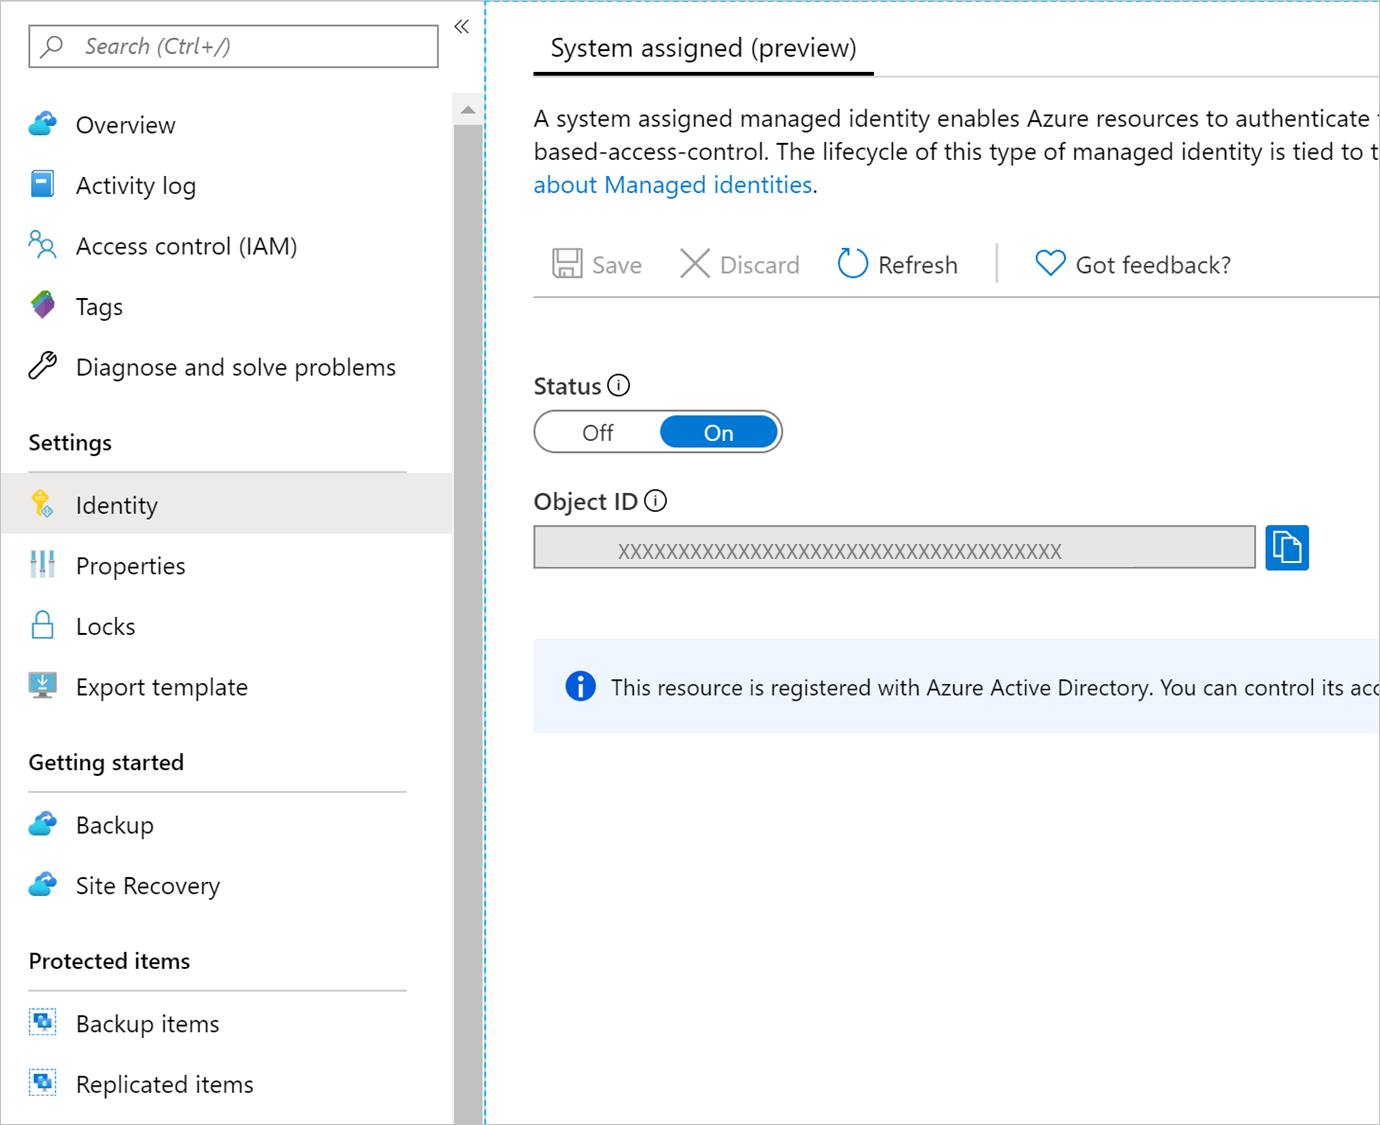 Search (Ctrl+/)
«
Overview
Activity log
Access control (IAM)
Tags
Diagnose and solve problems
Settings
Identity
Properties
Locks
Export template
Getting started
Backup
Site Recovery
Protected items
Backup items
Replicated items
System assigned (preview)
A system assigned managed identity enables Azure resources to authenticate
based-access-control. The lifecycle of this type of managed identity is tied to
about Managed identities.
Save Discard Refresh Got feedback?
Status
Off On
Object ID
XXXXXXXXXXXXXXXXXXXXXXXXXXXXXXXXXXXXX
This resource is registered with Azure Active Directory. You can control its